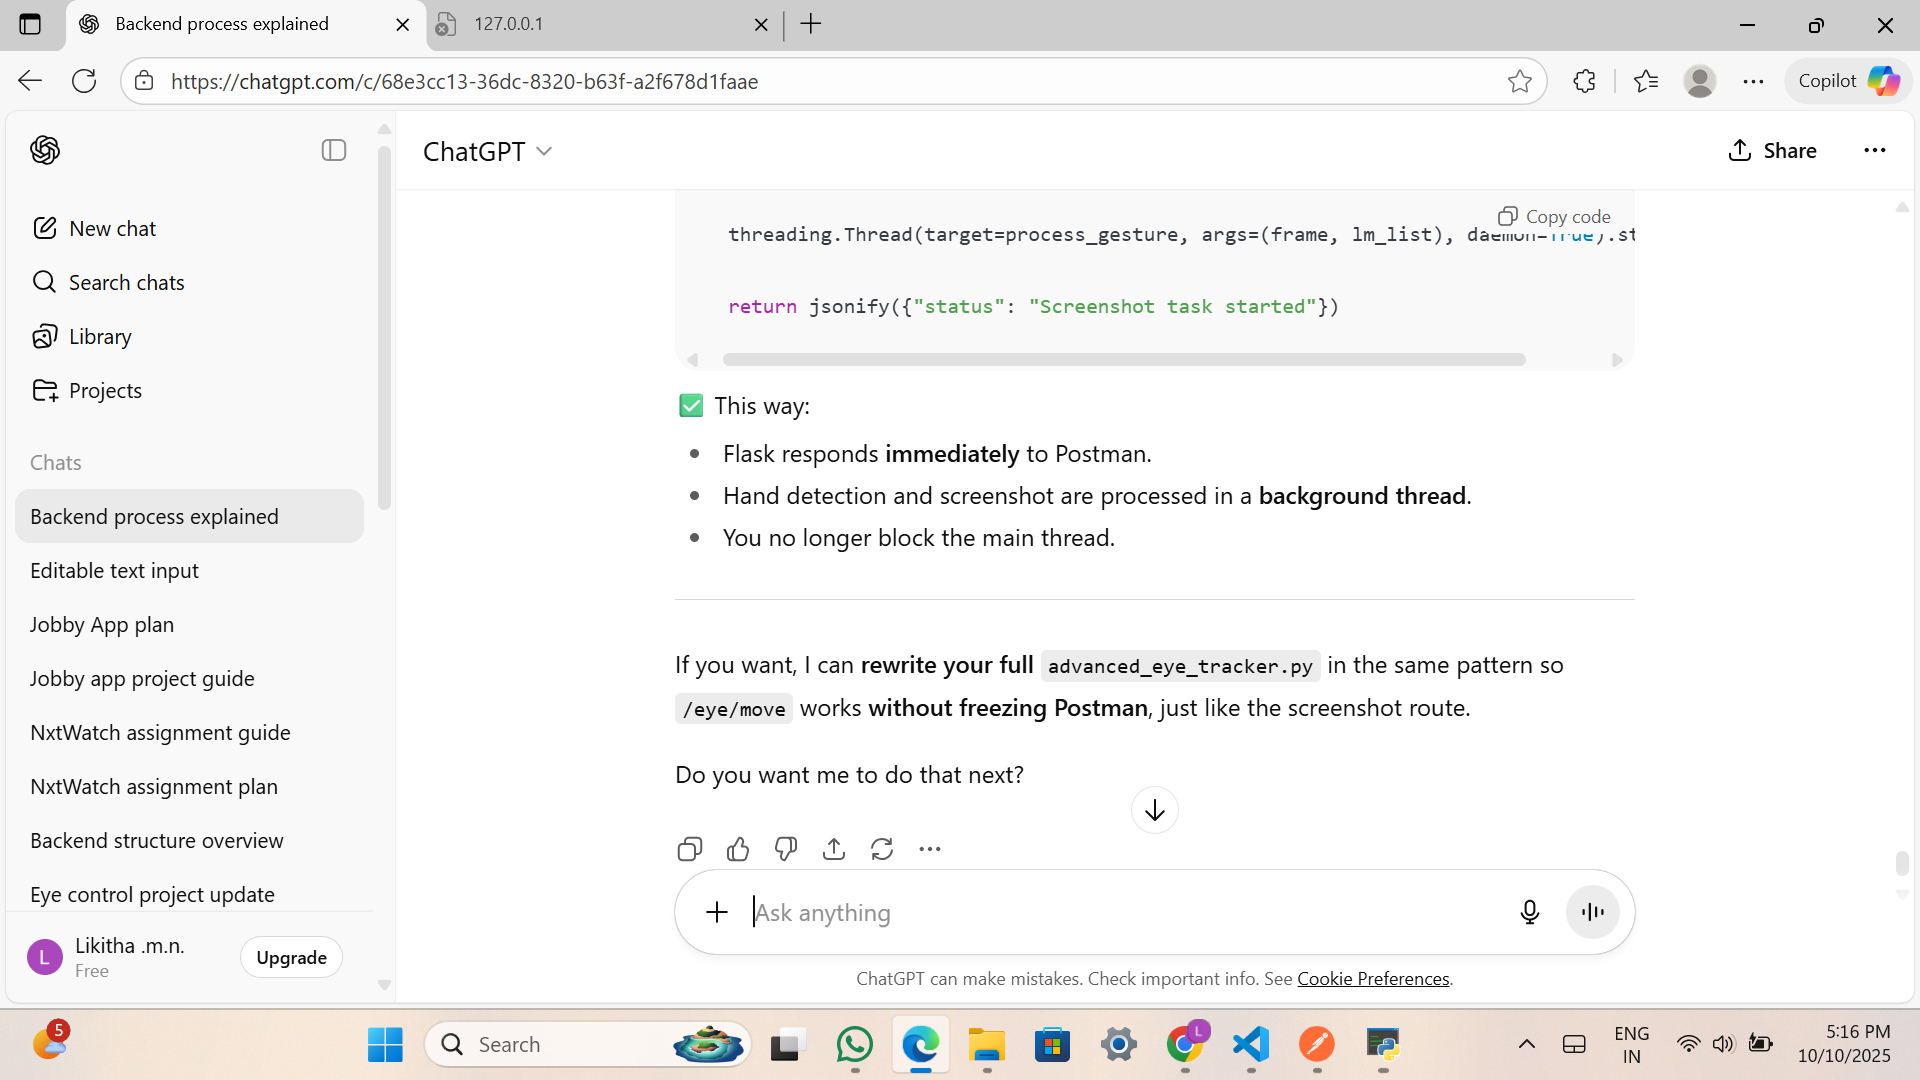 Backend process explained
127.0.0.1
https://chatgpt.com/c/68e3cc13-36dc-8320-b63f-a2f678d1faae
Copilot
New chat
Search chats
Library
Projects
Chats
Backend process explained
Editable text input
Jobby App plan
Jobby app project guide
NxtWatch assignment guide
NxtWatch assignment plan
Backend structure overview
Eye control project update
L
Likitha .m.n.
Free
Upgrade
ChatGPT
Share
Copy code
threading.Thread(target=process_gesture, args=(frame, lm_list), daemon=True).st
return jsonify({"status": "Screenshot task started"})
✅ This way:
• Flask responds immediately to Postman.
• Hand detection and screenshot are processed in a background thread.
• You no longer block the main thread.
If you want, I can rewrite your full advanced_eye_tracker.py in the same pattern so
/eye/move works without freezing Postman, just like the screenshot route.
Do you want me to do that next?
Ask anything
ChatGPT can make mistakes. Check important info. See Cookie Preferences.
5
Search
L
ENG
IN
5:16 PM
10/10/2025